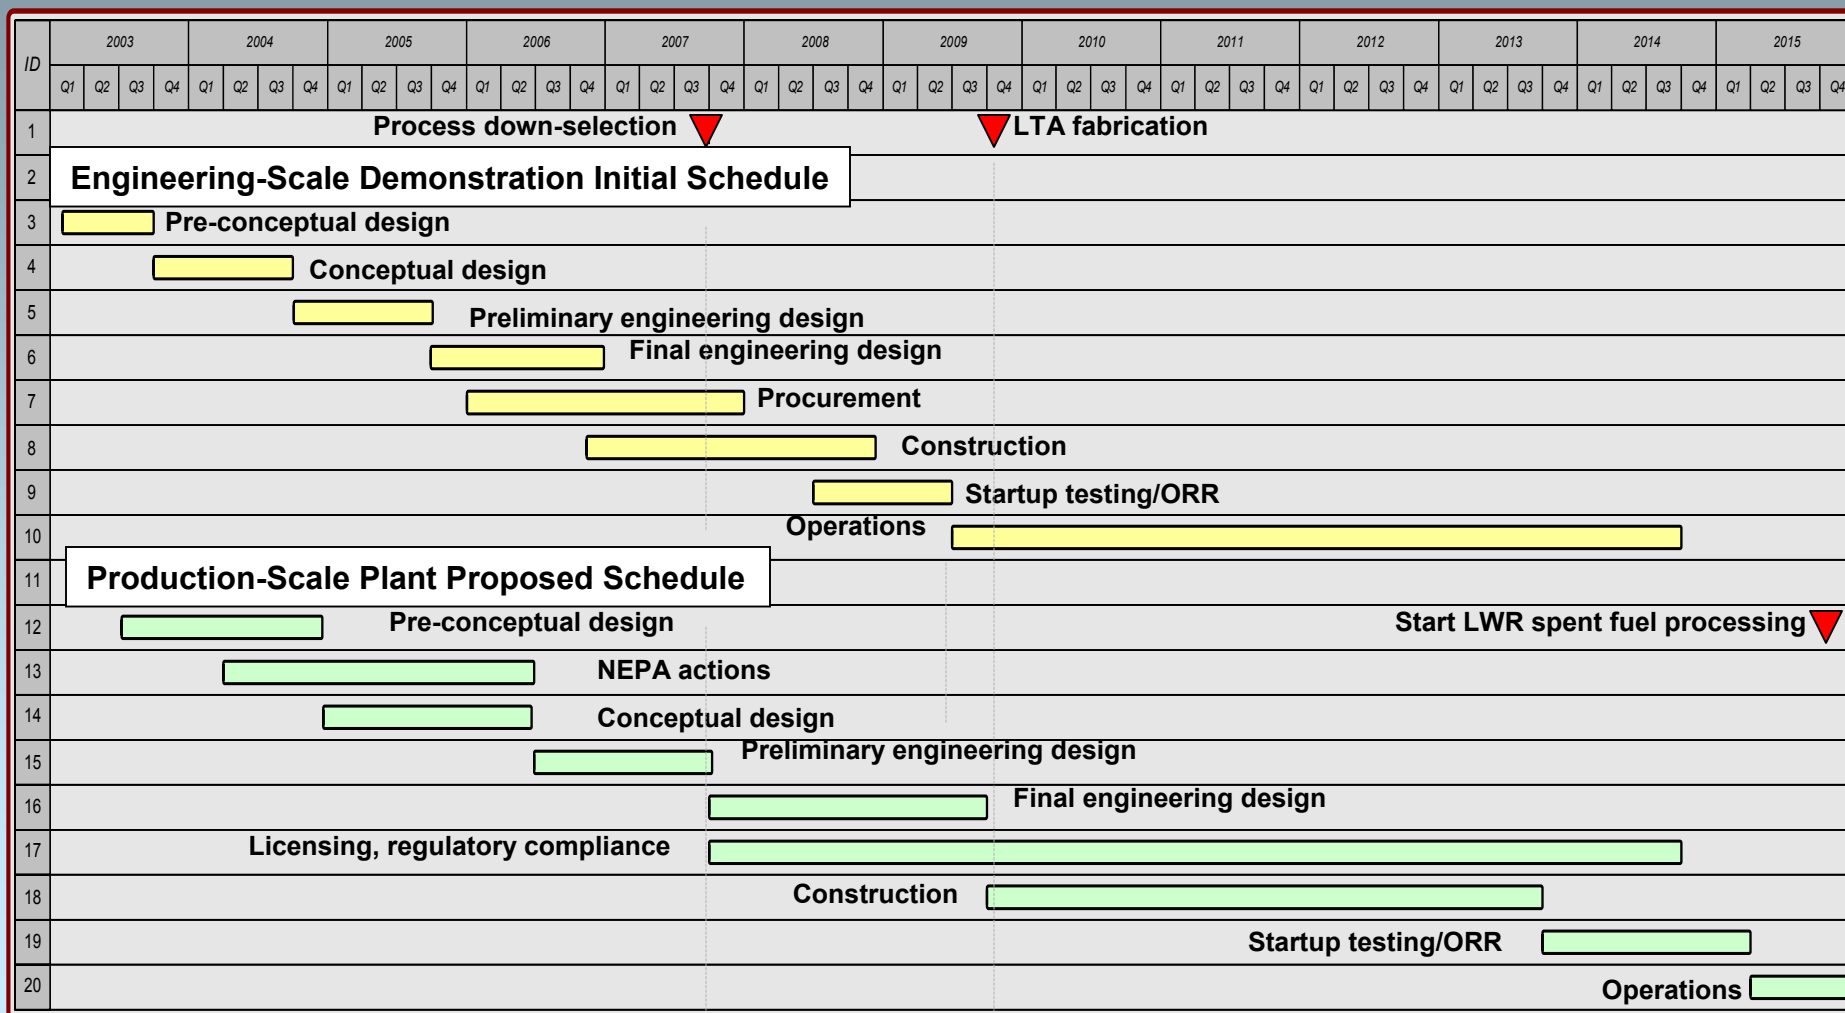 ID 2003 2004 2005 2006 2007 2008 2009 2010 2011 2012 2013 2014 2015
Q1 Q2 Q3 Q4 Q1 Q2 Q3 Q4 Q1 Q2 Q3 Q4 Q1 Q2 Q3 Q4 Q1 Q2 Q3 Q4 Q1 Q2 Q3 Q4 Q1 Q2 Q3 Q4 Q1 Q2 Q3 Q4 Q1 Q2 Q3 Q4 Q1 Q2 Q3 Q4 Q1 Q2 Q3 Q4 Q1 Q2 Q3 Q4 Q1 Q2 Q3 Q4
1 Process down-selection LTA fabrication
2 Engineering-Scale Demonstration Initial Schedule
3 Pre-conceptual design
4 Conceptual design
5 Preliminary engineering design
6 Final engineering design
7 Procurement
8 Construction
9 Startup testing/ORR
10 Operations
11 Production-Scale Plant Proposed Schedule
12 Pre-conceptual design Start LWR spent fuel processing
13 NEPA actions
14 Conceptual design
15 Preliminary engineering design
16 Final engineering design
17 Licensing, regulatory compliance
18 Construction
19 Startup testing/ORR
20 Operations